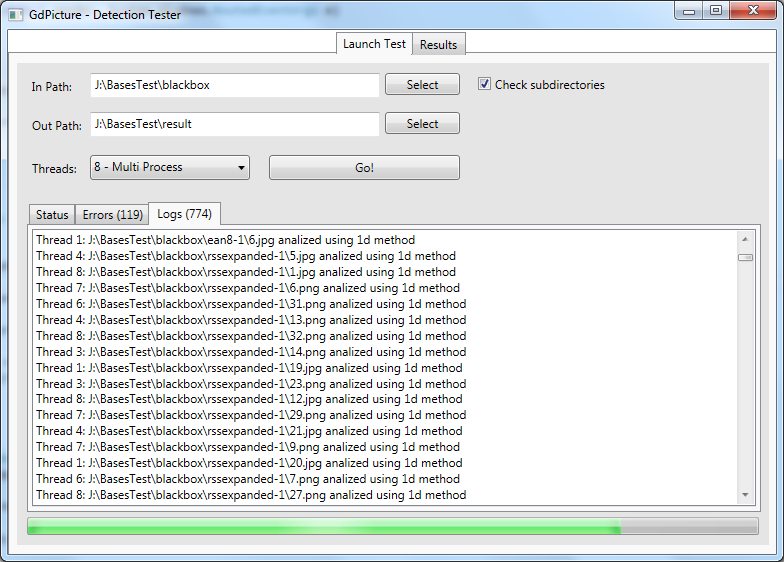 GdPicture - Detection Tester
Launch Test Results
In Path: J:\BasesTest\blackbox Select Check subdirectories
Out Path: J:\BasesTest\result Select
Threads: 8 - Multi Process Go!
Status Errors (119) Logs (774)
Thread 1: J:\BasesTest\blackbox\ean8-1\6.jpg analized using 1d method
Thread 4: J:\BasesTest\blackbox\rssexpanded-1\5.jpg analized using 1d method
Thread 8: J:\BasesTest\blackbox\rssexpanded-1\1.jpg analized using 1d method
Thread 7: J:\BasesTest\blackbox\rssexpanded-1\6.png analized using 1d method
Thread 6: J:\BasesTest\blackbox\rssexpanded-1\31.png analized using 1d method
Thread 4: J:\BasesTest\blackbox\rssexpanded-1\13.png analized using 1d method
Thread 8: J:\BasesTest\blackbox\rssexpanded-1\32.png analized using 1d method
Thread 3: J:\BasesTest\blackbox\rssexpanded-1\14.png analized using 1d method
Thread 1: J:\BasesTest\blackbox\rssexpanded-1\19.jpg analized using 1d method
Thread 3: J:\BasesTest\blackbox\rssexpanded-1\23.png analized using 1d method
Thread 8: J:\BasesTest\blackbox\rssexpanded-1\12.jpg analized using 1d method
Thread 7: J:\BasesTest\blackbox\rssexpanded-1\29.png analized using 1d method
Thread 4: J:\BasesTest\blackbox\rssexpanded-1\21.jpg analized using 1d method
Thread 7: J:\BasesTest\blackbox\rssexpanded-1\9.png analized using 1d method
Thread 1: J:\BasesTest\blackbox\rssexpanded-1\20.jpg analized using 1d method
Thread 6: J:\BasesTest\blackbox\rssexpanded-1\7.png analized using 1d method
Thread 8: J:\BasesTest\blackbox\rssexpanded-1\27.png analized using 1d method